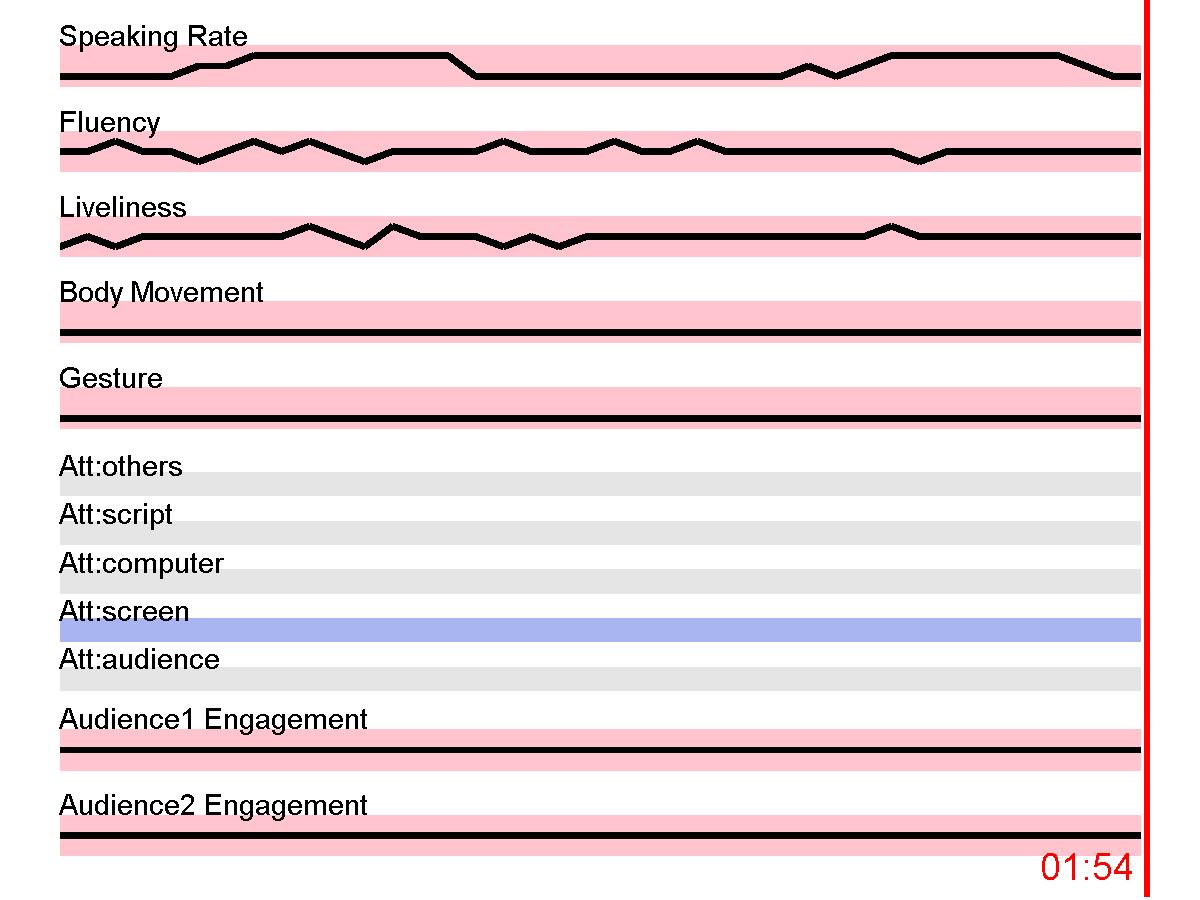 Speaking Rate
Fluency
Liveliness
Body Movement
Gesture
Att:others
Att:script
Att:computer
Att:screen
Att:audience
Audience1 Engagement
Audience2 Engagement
01:54